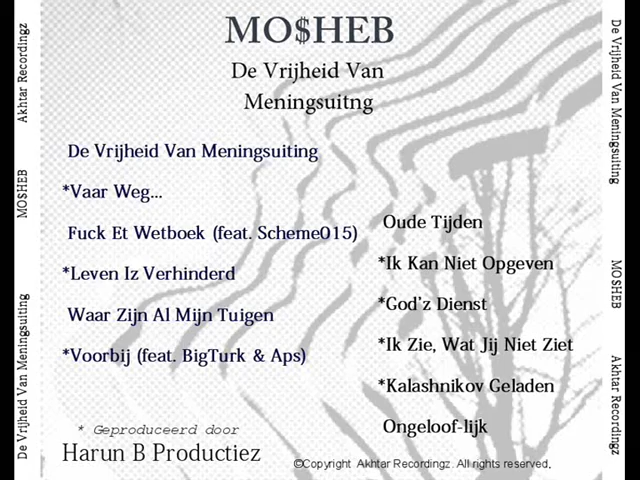 MO$HEB
De Vrijheid Van
Meningsuitng
De Vrijheid Van Meningsuiting
*Vaar Weg...
Fuck Et Wetboek (feat. Scheme015)
*Leven Iz Verhinderd
Waar Zijn Al Mijn Tuigen
*Voorbij (feat. BigTurk & Aps)
Oude Tijden
*Ik Kan Niet Opgeven
*God'z Dienst
*Ik Zie, Wat Jij Niet Ziet
*Kalashnikov Geladen
Ongeloof-lijk
* Geproduceerd door
Harun B Productiez
©Copyright Akhtar Recordingz. All rights reserved.
De Vrijheid Van Meningsuiting MO$HEB Akhtar Recordingz
De Vrijheid Van Meningsuiting MO$HEB Akhtar Recordingz